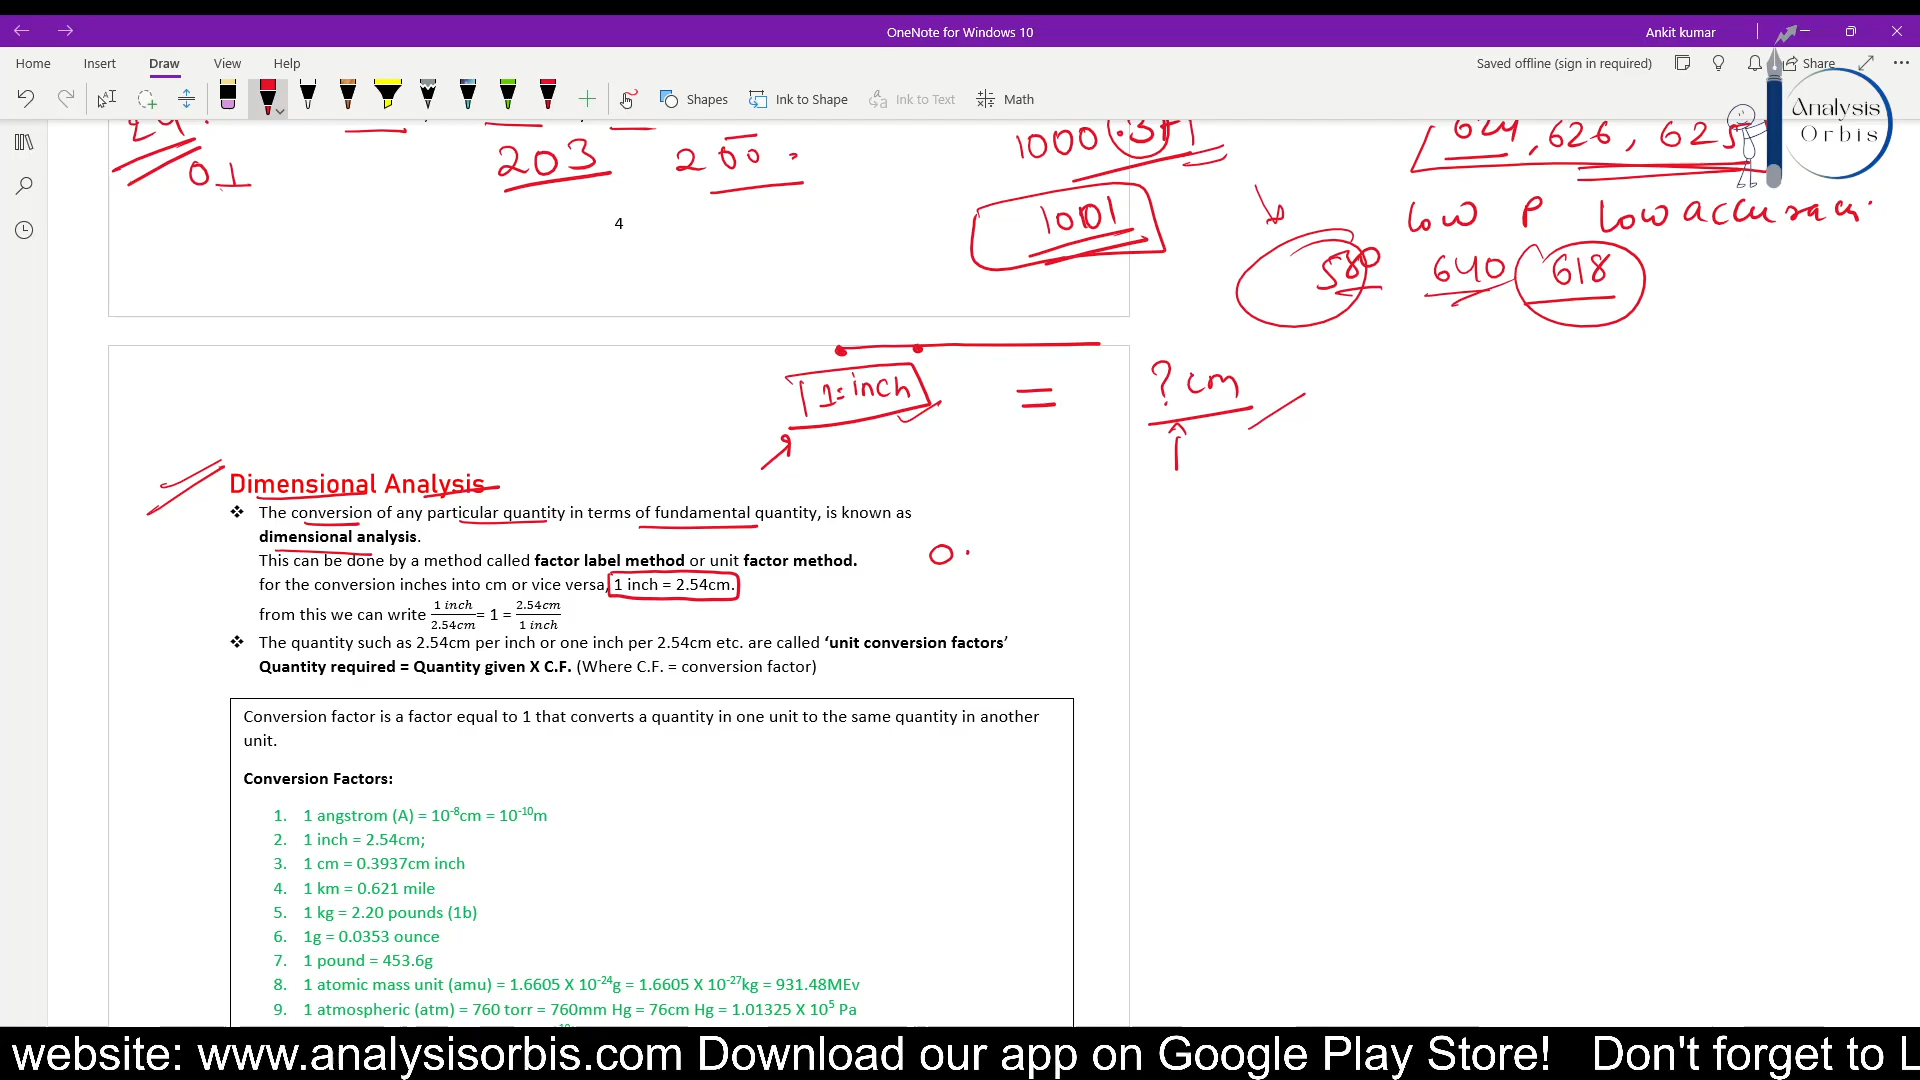 OneNote for Windows 10
Ankit kumar
Home Insert Draw View Help
Saved offline (sign in required)
Share
Shapes
Ink to Shape
Ink to Text
Math
Analysis
Orbis
203
1000
626, 625
1001
low P low accuracy
580 640 618
4
1 inch = ? cm
Dimensional Analysis
❖ The conversion of any particular quantity in terms of fundamental quantity, is known as
dimensional analysis.
This can be done by a method called factor label method or unit factor method.
0.
for the conversion inches into cm or vice versa, 1 inch = 2.54cm.
from this we can write 1 inch/2.54cm = 1 = 2.54cm/1 inch
❖ The quantity such as 2.54cm per inch or one inch per 2.54cm etc. are called ‘unit conversion factors’
Quantity required = Quantity given X C.F. (Where C.F. = conversion factor)
Conversion factor is a factor equal to 1 that converts a quantity in one unit to the same quantity in another
unit.
Conversion Factors:
1. 1 angstrom (A) = 10⁻⁸cm = 10⁻¹⁰m
2. 1 inch = 2.54cm;
3. 1 cm = 0.3937cm inch
4. 1 km = 0.621 mile
5. 1 kg = 2.20 pounds (1b)
6. 1g = 0.0353 ounce
7. 1 pound = 453.6g
8. 1 atomic mass unit (amu) = 1.6605 X 10⁻²⁴g = 1.6605 X 10⁻²⁷kg = 931.48MEv
9. 1 atmospheric (atm) = 760 torr = 760mm Hg = 76cm Hg = 1.01325 X 10⁵ Pa
website: www.analysisorbis.com Download our app on Google Play Store! Don't forget to L